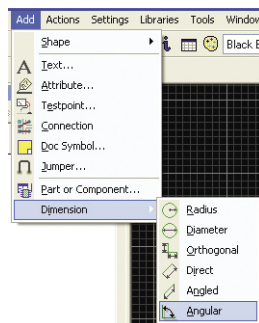 Add Actions Settings Libraries Tools Window
Shape
Black
Text...
Attribute...
Testpoint...
Connection
Doc Symbol...
Jumper...
Part or Component...
Dimension
Radius
Diameter
Orthogonal
Direct
Angled
Angular